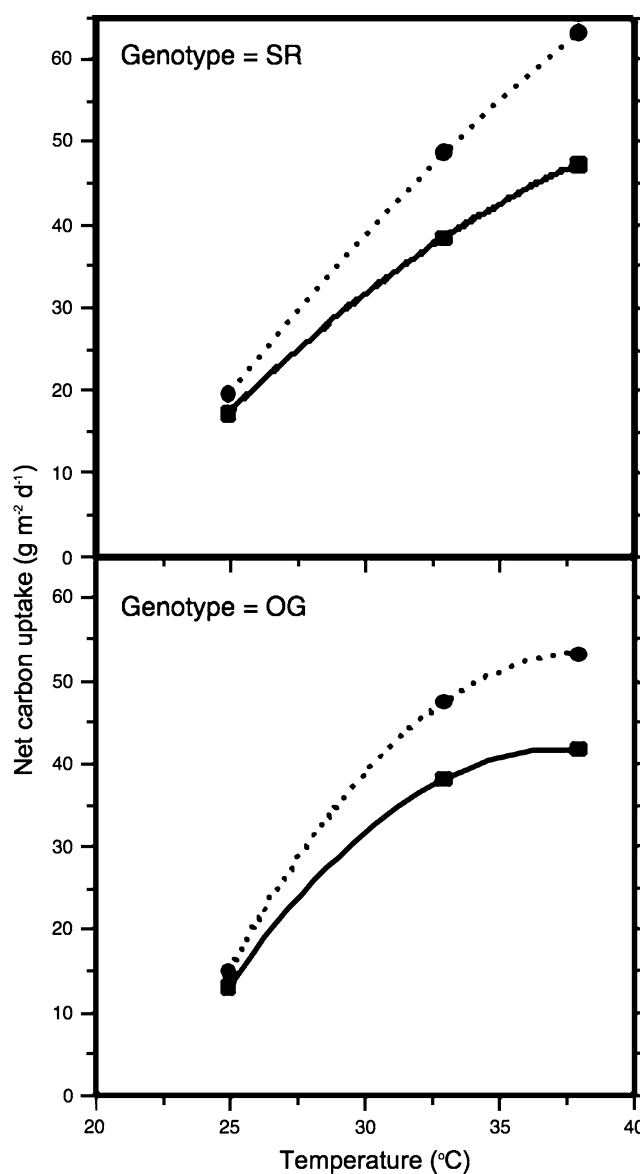 Genotype = SR
60
50
40
30
20
10
0
Genotype = OG
60
50
40
30
20
10
0
20 25 30 35 40
Net carbon uptake (g m⁻² d⁻¹)
Temperature (°C)